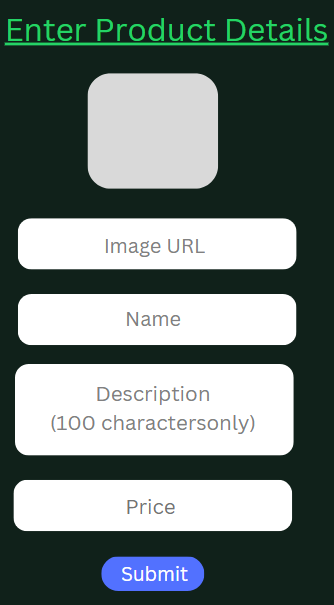 Enter Product Details
Image URL
Name
Description
(100 charactersonly)
Price
Submit